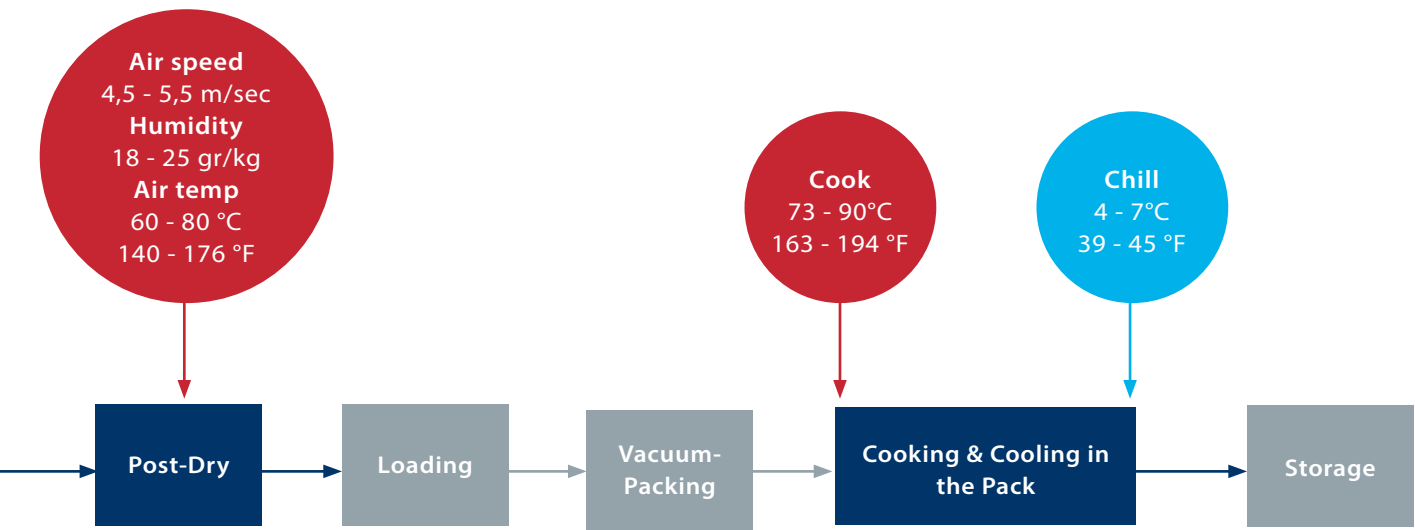 Air speed
4,5 - 5,5 m/sec
Humidity
18 - 25 gr/kg
Air temp
60 - 80 °C
140 - 176 °F
Cook
73 - 90°C
163 - 194 °F
Chill
4 - 7°C
39 - 45 °F
Post-Dry
Loading
Vacuum-
Packing
Cooking & Cooling in
the Pack
Storage